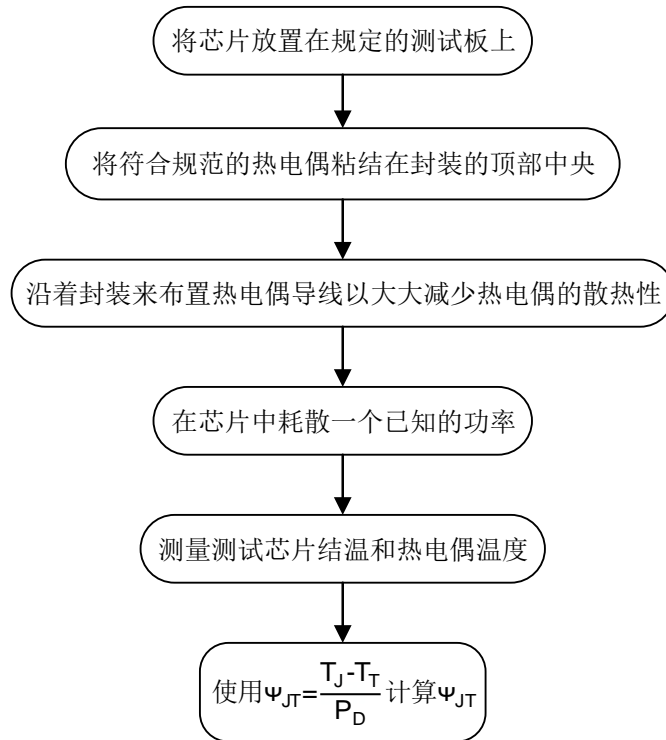 将芯片放置在规定的测试板上
将符合规范的热电偶粘结在封装的顶部中央
沿着封装来布置热电偶导线以大大减少热电偶的散热性
在芯片中耗散一个已知的功率
测量测试芯片结温和热电偶温度
使用Ψ_JT=(T_J-T_T)/P_D计算Ψ_JT